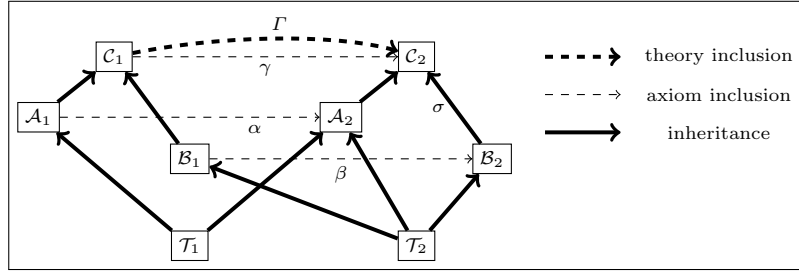 Γ
𝒞₁ 𝒞₂ theory inclusion
γ
axiom inclusion
𝒜₁ 𝒜₂ σ
α
inheritance
ℬ₁ ℬ₂
β
𝒯₁ 𝒯₂